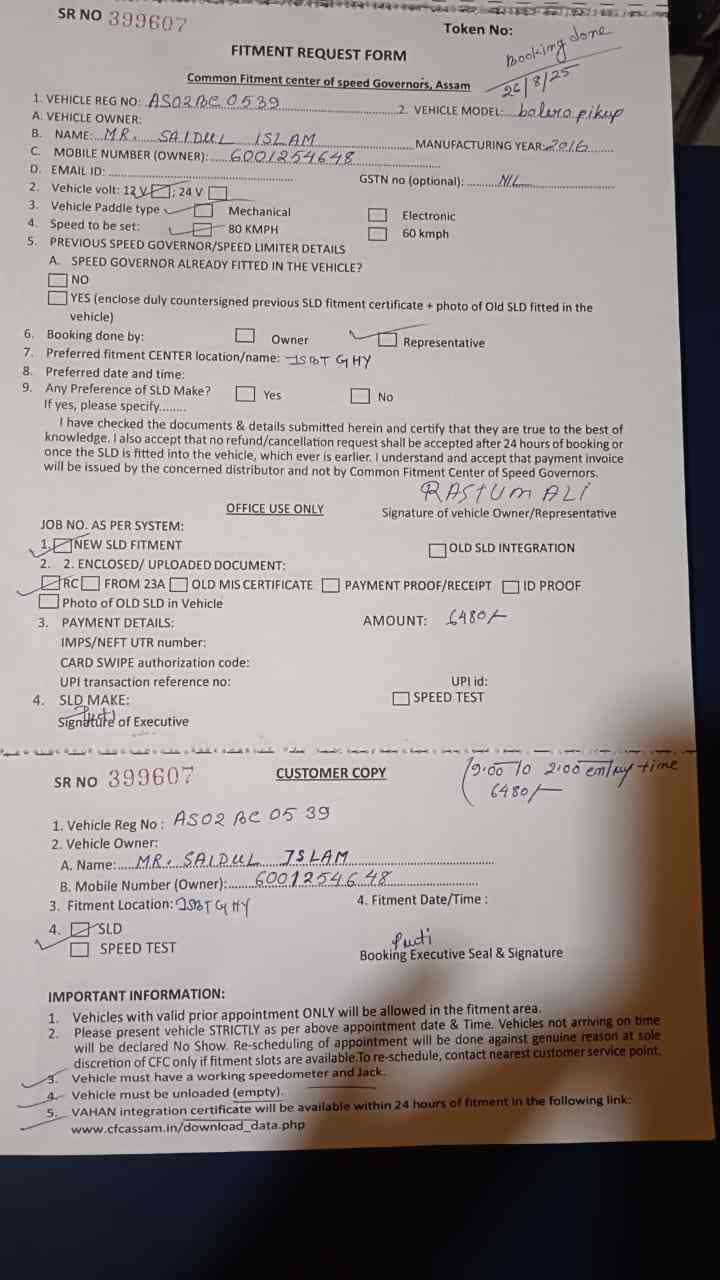 SR NO 399607
Token No:
Booking done
26/8/25
FITMENT REQUEST FORM
Common Fitment center of speed Governors, Assam
1. VEHICLE REG NO: AS02BC 0539
2. VEHICLE MODEL: bolero pikup
A. VEHICLE OWNER:
B. NAME: MR. SAIDUL ISLAM
MANUFACTURING YEAR: 2016
C. MOBILE NUMBER (OWNER): 6001254648
D. EMAIL ID:
GSTN no (optional): NIL
2. Vehicle volt: 12 V ; 24 V
3. Vehicle Paddle type Mechanical Electronic
4. Speed to be set: 80 KMPH 60 kmph
5. PREVIOUS SPEED GOVERNOR/SPEED LIMITER DETAILS
A. SPEED GOVERNOR ALREADY FITTED IN THE VEHICLE?
NO
YES (enclose duly countersigned previous SLD fitment certificate + photo of Old SLD fitted in the
vehicle)
6. Booking done by: Owner Representative
7. Preferred fitment CENTER location/name: ISBT GHY
8. Preferred date and time:
9. Any Preference of SLD Make? Yes No
If yes, please specify........
I have checked the documents & details submitted herein and certify that they are true to the best of
knowledge. I also accept that no refund/cancellation request shall be accepted after 24 hours of booking or
once the SLD is fitted into the vehicle, which ever is earlier. I understand and accept that payment invoice
will be issued by the concerned distributor and not by Common Fitment Center of Speed Governors.
RASTUM ALI
OFFICE USE ONLY
Signature of vehicle Owner/Representative
JOB NO. AS PER SYSTEM:
1. NEW SLD FITMENT OLD SLD INTEGRATION
2. 2. ENCLOSED/ UPLOADED DOCUMENT:
RC FROM 23A OLD MIS CERTIFICATE PAYMENT PROOF/RECEIPT ID PROOF
Photo of OLD SLD in Vehicle
3. PAYMENT DETAILS: AMOUNT: 6480/-
IMPS/NEFT UTR number:
CARD SWIPE authorization code:
UPI transaction reference no: UPI id:
4. SLD MAKE: SPEED TEST
Signature of Executive
SR NO 399607
CUSTOMER COPY
9.00 To 2.00 entry time
6480/-
1. Vehicle Reg No : AS02 BC 05 39
2. Vehicle Owner:
A. Name: MR. SAIDUL ISLAM
B. Mobile Number (Owner): 6001254648
3. Fitment Location: ISBT GHY
4. Fitment Date/Time :
4. SLD
SPEED TEST
Booking Executive Seal & Signature
IMPORTANT INFORMATION:
1. Vehicles with valid prior appointment ONLY will be allowed in the fitment area.
2. Please present vehicle STRICTLY as per above appointment date & Time. Vehicles not arriving on time
will be declared No Show. Re-scheduling of appointment will be done against genuine reason at sole
discretion of CFC only if fitment slots are available.To re-schedule, contact nearest customer service point.
3. Vehicle must have a working speedometer and Jack.
4. Vehicle must be unloaded (empty).
5. VAHAN integration certificate will be available within 24 hours of fitment in the following link:
www.cfcassam.in/download_data.php